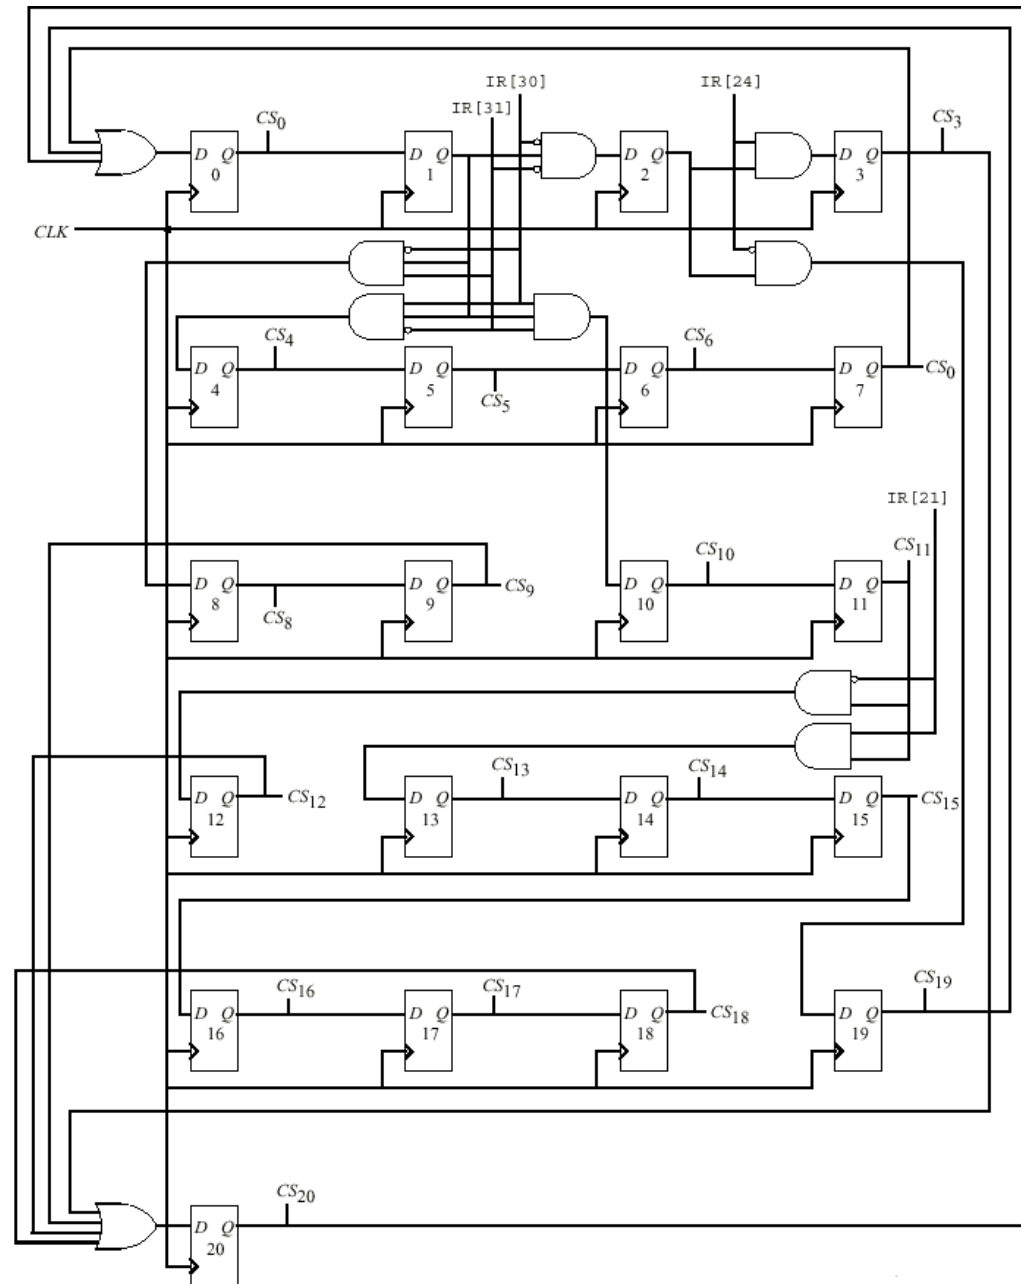 IR[30]
IR[24]
IR[31]
CS0
CS3
D Q
0
D Q
1
D Q
2
D Q
3
CLK
CS4
CS6
D Q
4
D Q
5
D Q
6
D Q
7
CS0
CS5
IR[21]
CS10
CS11
D Q
8
D Q
9
CS9
D Q
10
D Q
11
CS8
CS13
CS14
D Q
12
CS12
D Q
13
D Q
14
D Q
15
CS15
CS16
CS17
CS19
D Q
16
D Q
17
D Q
18
CS18
D Q
19
CS20
D Q
20